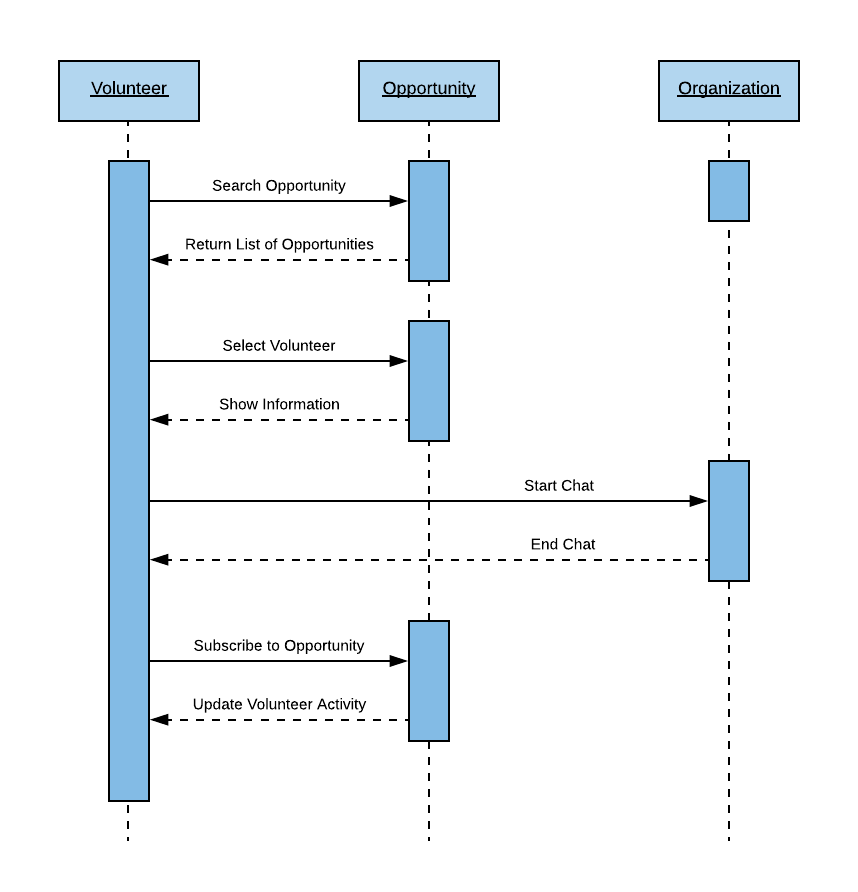 Volunteer
Opportunity
Organization
Search Opportunity
Return List of Opportunities
Select Volunteer
Show Information
Start Chat
End Chat
Subscribe to Opportunity
Update Volunteer Activity